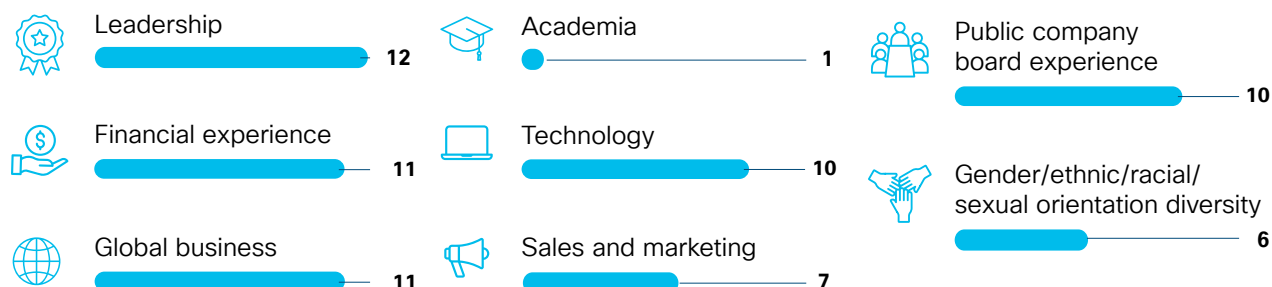 Leadership
12
Financial experience
11
Global business
11
Academia
1
Technology
10
Sales and marketing
7
Public company
board experience
10
Gender/ethnic/racial/
sexual orientation diversity
6